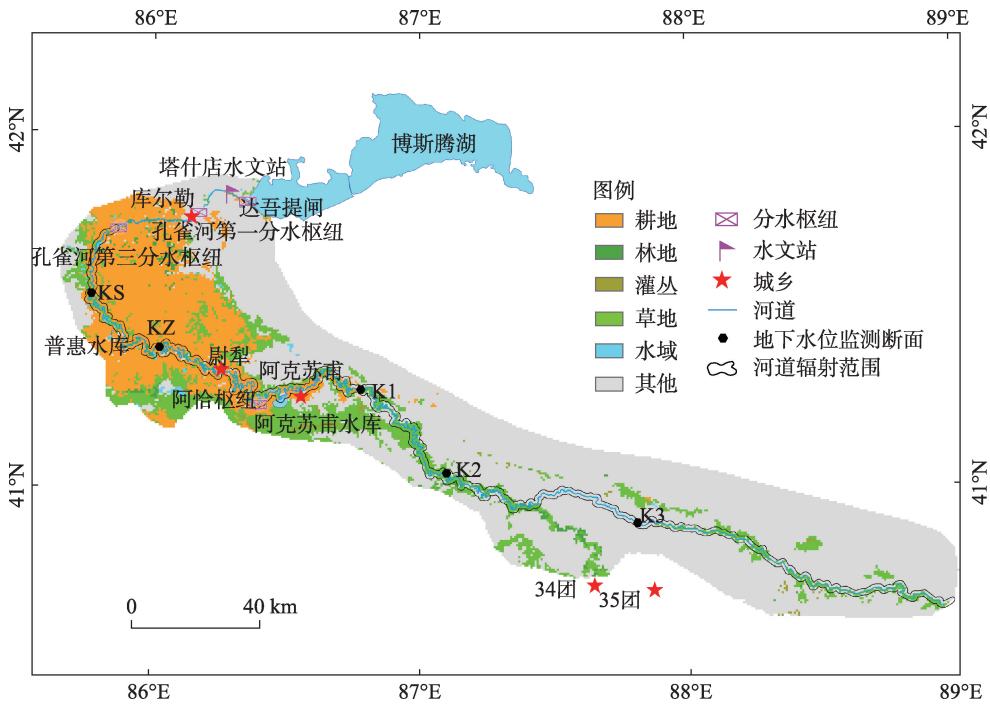 86°E
87°E
88°E
89°E
42°N
42°N
博斯腾湖
塔什店水文站
库尔勒
达吾提闸
孔雀河第一分水枢纽
孔雀河第三分水枢纽
KS
KZ
普惠水库
尉犁
阿克苏甫
K1
阿恰枢纽
阿克苏甫水库
K2
41°N
41°N
K3
34团
35团
图例
耕地
林地
灌丛
草地
水域
其他
分水枢纽
水文站
城乡
河道
地下水位监测断面
河道辐射范围
0
40 km
86°E
87°E
88°E
89°E